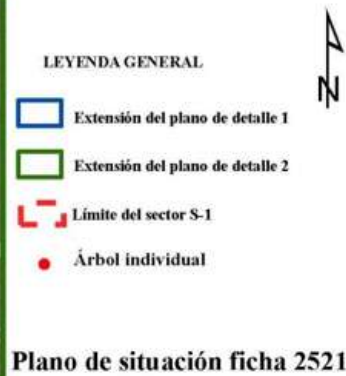 N
LEYENDA GENERAL
Extensión del plano de detalle 1
Extensión del plano de detalle 2
Límite del sector S-1
Árbol individual
Plano de situación ficha 2521